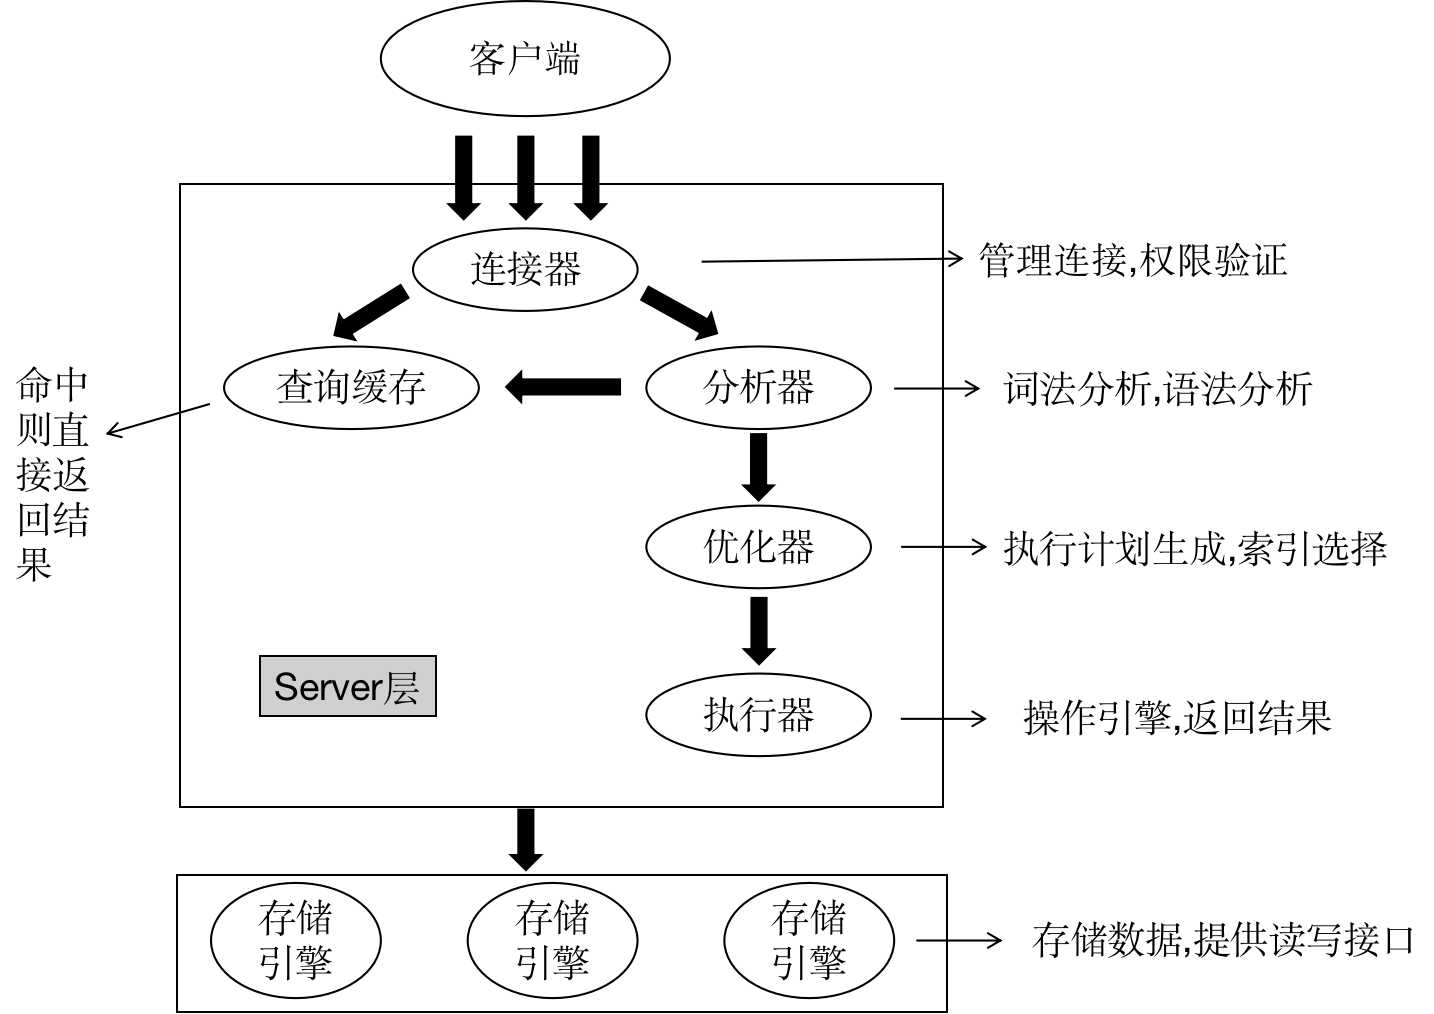 客户端
连接器
管理连接,权限验证
命中
则直
接返
回结
果
查询缓存
分析器
词法分析,语法分析
优化器
执行计划生成,索引选择
Server层
执行器
操作引擎,返回结果
存储
引擎
存储
引擎
存储
引擎
存储数据,提供读写接口